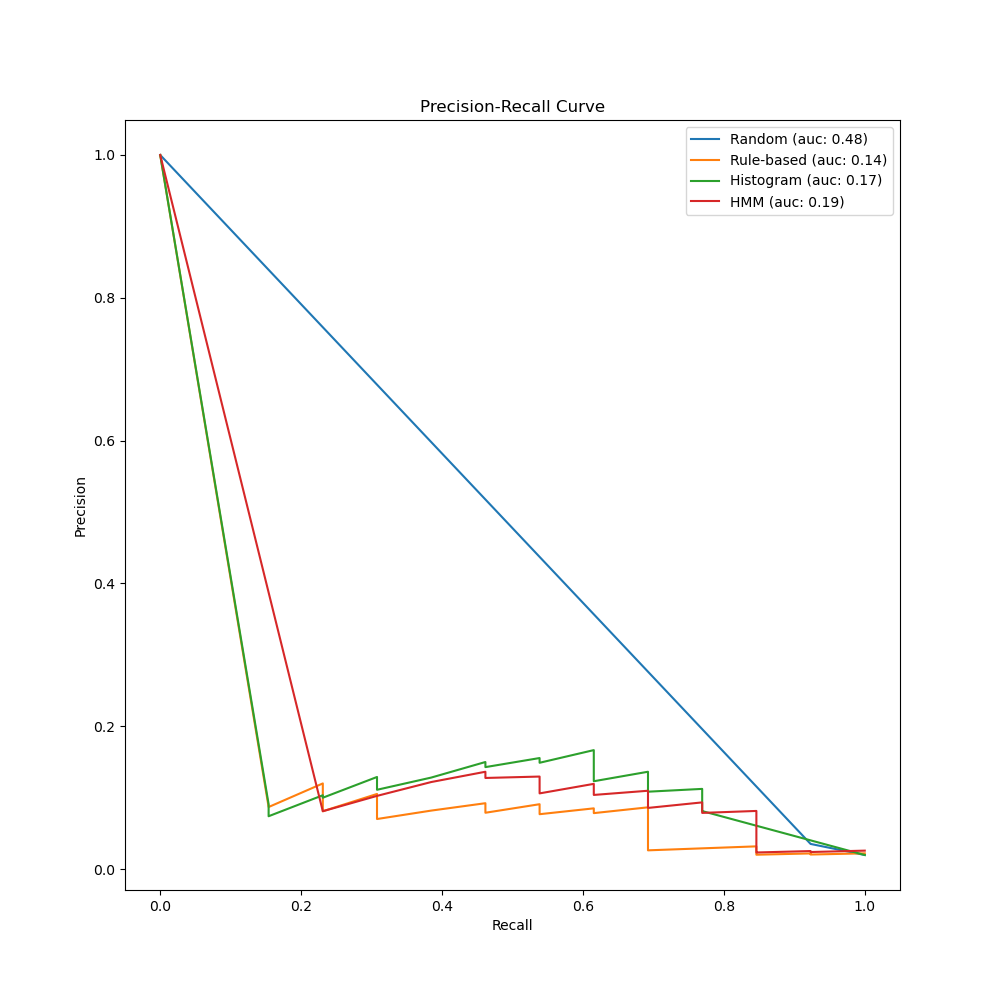 Precision-Recall Curve
Random (auc: 0.48)
Rule-based (auc: 0.14)
Histogram (auc: 0.17)
HMM (auc: 0.19)
1.0
0.8
0.6
0.4
0.2
0.0
Precision
0.0 0.2 0.4 0.6 0.8 1.0
Recall